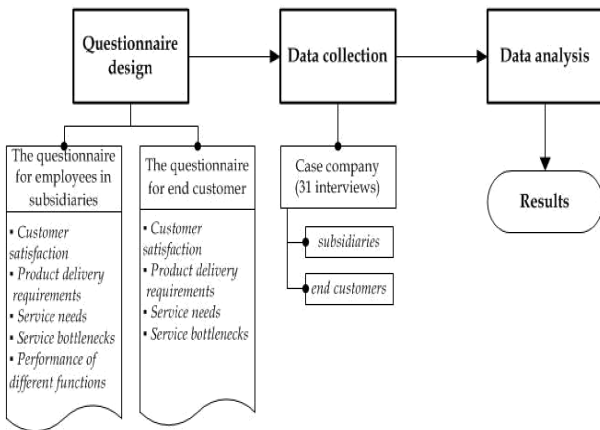 Questionnaire
design
Data collection
Data analysis
The questionnaire
for employees in
subsidiaries
▪ Customer
satisfaction
▪ Product delivery
requirements
▪ Service needs
▪ Service bottlenecks
▪ Performance of
different functions
The questionnaire
for end customer
▪ Customer
satisfaction
▪ Product delivery
requirements
▪ Service needs
▪ Service bottlenecks
Case company
(31 interviews)
subsidiaries
end customers
Results